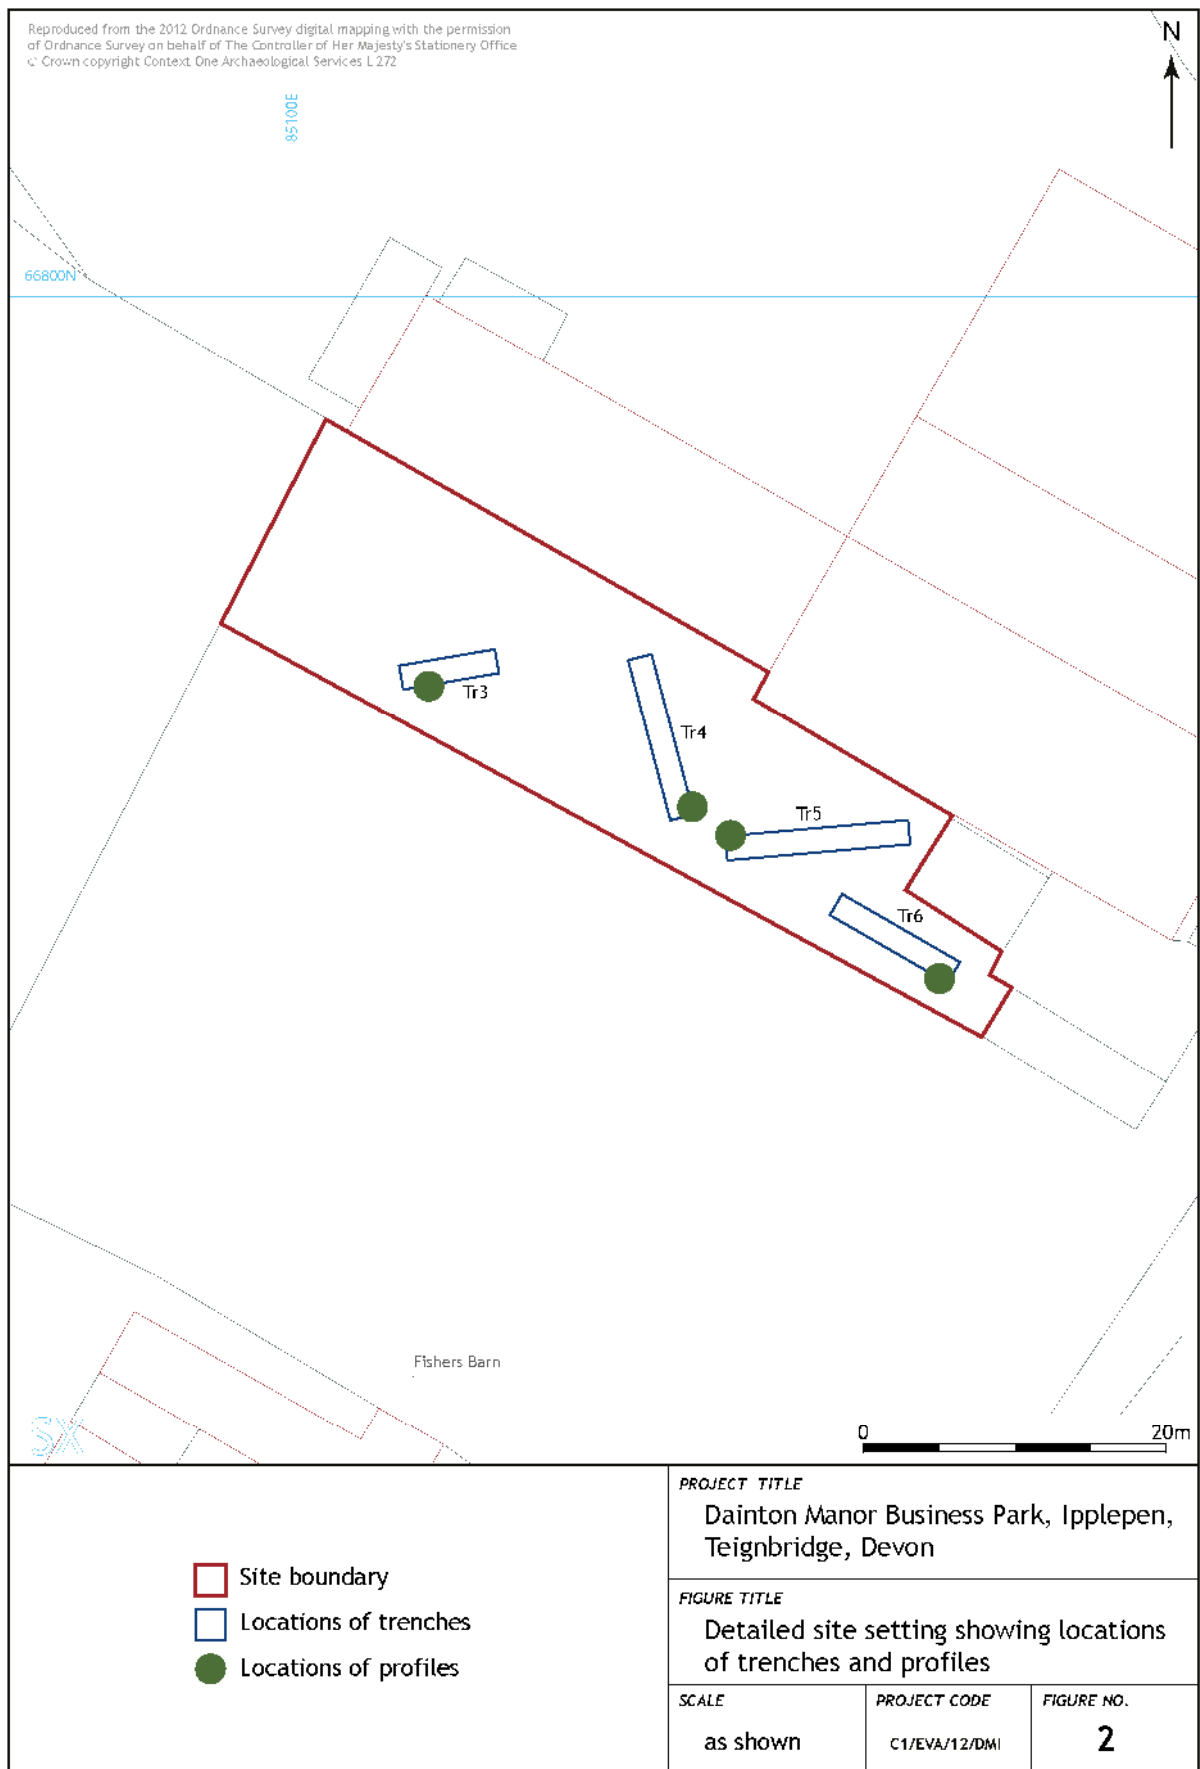 Reproduced from the 2012 Ordnance Survey digital mapping with the permission
of Ordnance Survey on behalf of The Controller of Her Majesty's Stationery Office
© Crown copyright Context One Archaeological Services L 272
N
85100E
66800N
Tr3
Tr4
Tr5
Tr6
Fishers Barn
SX
0 20m
Site boundary
Locations of trenches
Locations of profiles
PROJECT TITLE
Dainton Manor Business Park, Ipplepen,
Teignbridge, Devon
FIGURE TITLE
Detailed site setting showing locations
of trenches and profiles
SCALE
as shown
PROJECT CODE
C1/EVA/12/DMI
FIGURE NO.
2